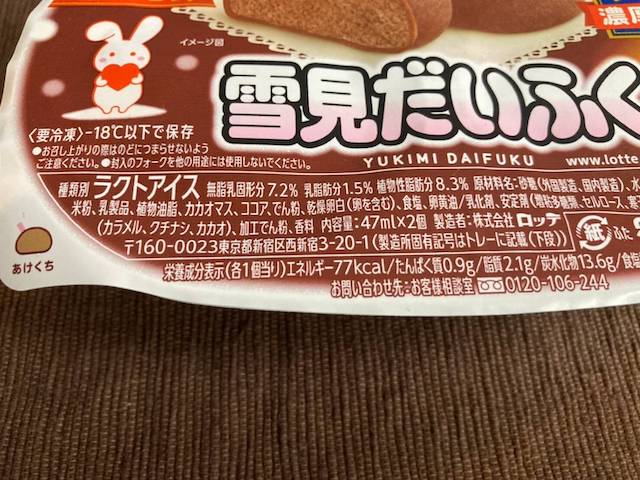 濃
イメージ図
雪見だいふく
YUKIMI DAIFUKU
www.lotte
〈要冷凍〉-18℃以下で保存
●お召し上がりの際はのどにつまらせないよう
ご注意ください。●封入のフォークを他の用途には使用しないでください。
種類別 ラクトアイス 無脂乳固形分7.2% 乳脂肪分1.5% 植物性脂肪分8.3% 原材料名:砂糖(外国製造、国内製造)、水
米粉、乳製品、植物油脂、カカオマス、ココア、でん粉、乾燥卵白(卵を含む)、食塩、卵黄油/乳化剤、安定剤(増粘多糖類、セルロース、
(カラメル、クチナシ、カカオ)、加工でん粉、香料 内容量:47ml×2個 製造者:株式会社 ロッテ
〒160-0023東京都新宿区西新宿3-20-1(製造所固有記号はトレーに記載(下段))
紙 ふた、
栄養成分表示(各1個当り)エネルギー77kcal/たんぱく質0.9g/脂質2.1g/炭水化物13.6g/食塩
お問い合わせ先:お客様相談室 0120-106-244
あけくち